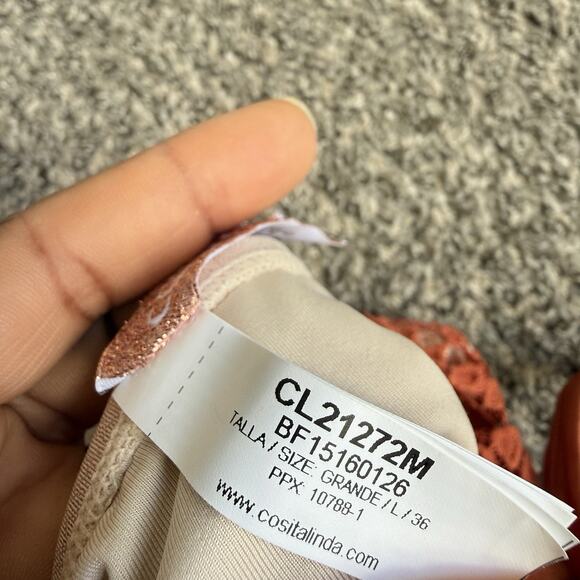 CL21272M
BF15160126
TALLA / SIZE: GRANDE / L / 36
PPX: 10788-1
www.cositalinda.com